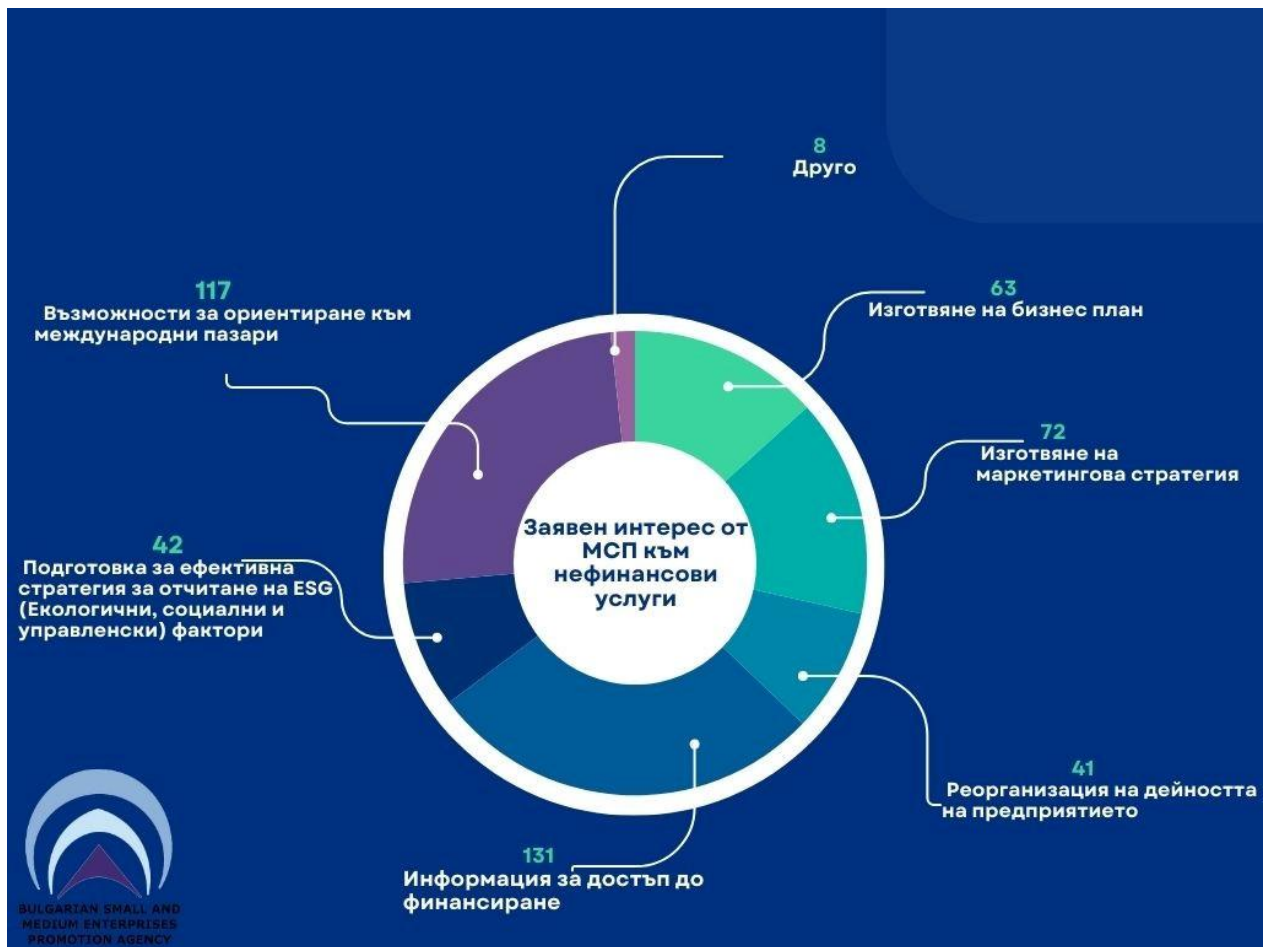 8
Друго
63
Изготвяне на бизнес план
72
Изготвяне на
маркетингова стратегия
41
Реорганизация на дейността
на предприятието
131
Информация за достъп до
финансиране
42
Подготовка за ефективна
стратегия за отчитане на ESG
(Екологични, социални и
управленски) фактори
117
Възможности за ориентиране към
международни пазари
Заявен интерес от
МСП към
нефинансови
услуги
BULGARIAN SMALL AND
MEDIUM ENTERPRISES
PROMOTION AGENCY